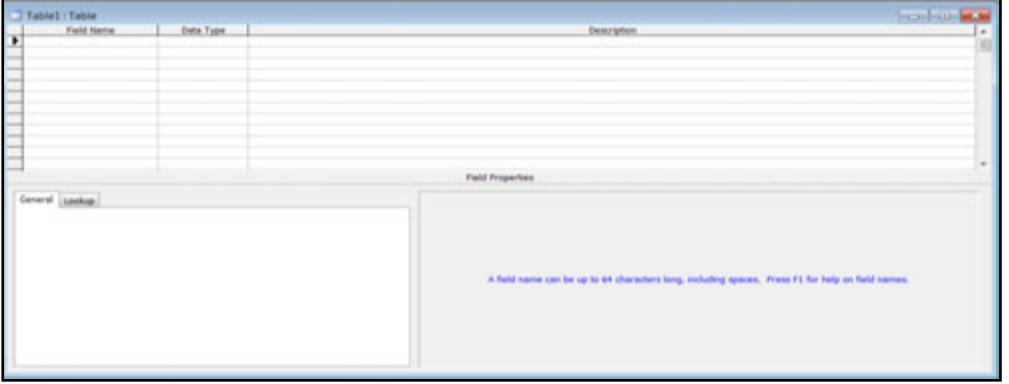 Table1 : Table
Field Name Data Type Description
Field Properties
General Lookup
A field name can be up to 64 characters long, including spaces. Press F1 for help on field names.